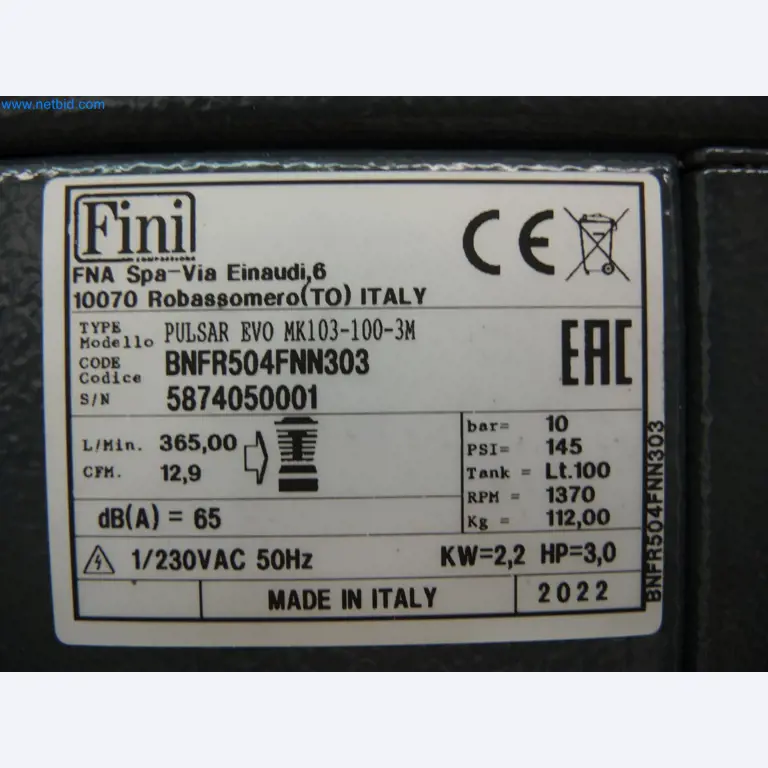 www.netbid.com
Fini
COMPRESSORS
FNA Spa-Via Einaudi,6
10070 Robassomero(TO) ITALY
CE
TYPE
Modello PULSAR EVO MK103-100-3M
CODE
Codice BNFR504FNN303
S/N 5874050001
EAC
L/Min. 365,00
CFM. 12,9
bar= 10
PSI= 145
Tank = Lt.100
RPM = 1370
Kg = 112,00
dB(A) = 65
1/230VAC 50Hz KW=2,2 HP=3,0
MADE IN ITALY 2022
BNFR504FNN303